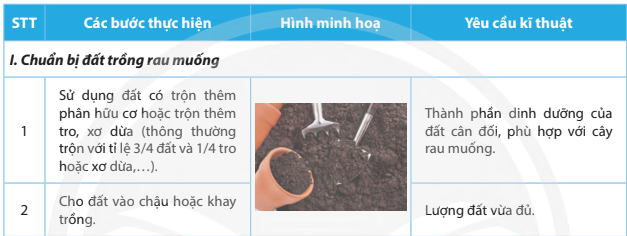 STT Các bước thực hiện Hình minh hoạ Yêu cầu kĩ thuật
I. Chuẩn bị đất trồng rau muống
1
Sử dụng đất có trộn thêm
phân hữu cơ hoặc trộn thêm
tro, xơ dừa (thông thường
trộn với tỉ lệ 3/4 đất và 1/4 tro
hoặc xơ dừa,…).
Thành phần dinh dưỡng của
đất cân đối, phù hợp với cây
rau muống.
2
Cho đất vào chậu hoặc khay
trồng.
Lượng đất vừa đủ.